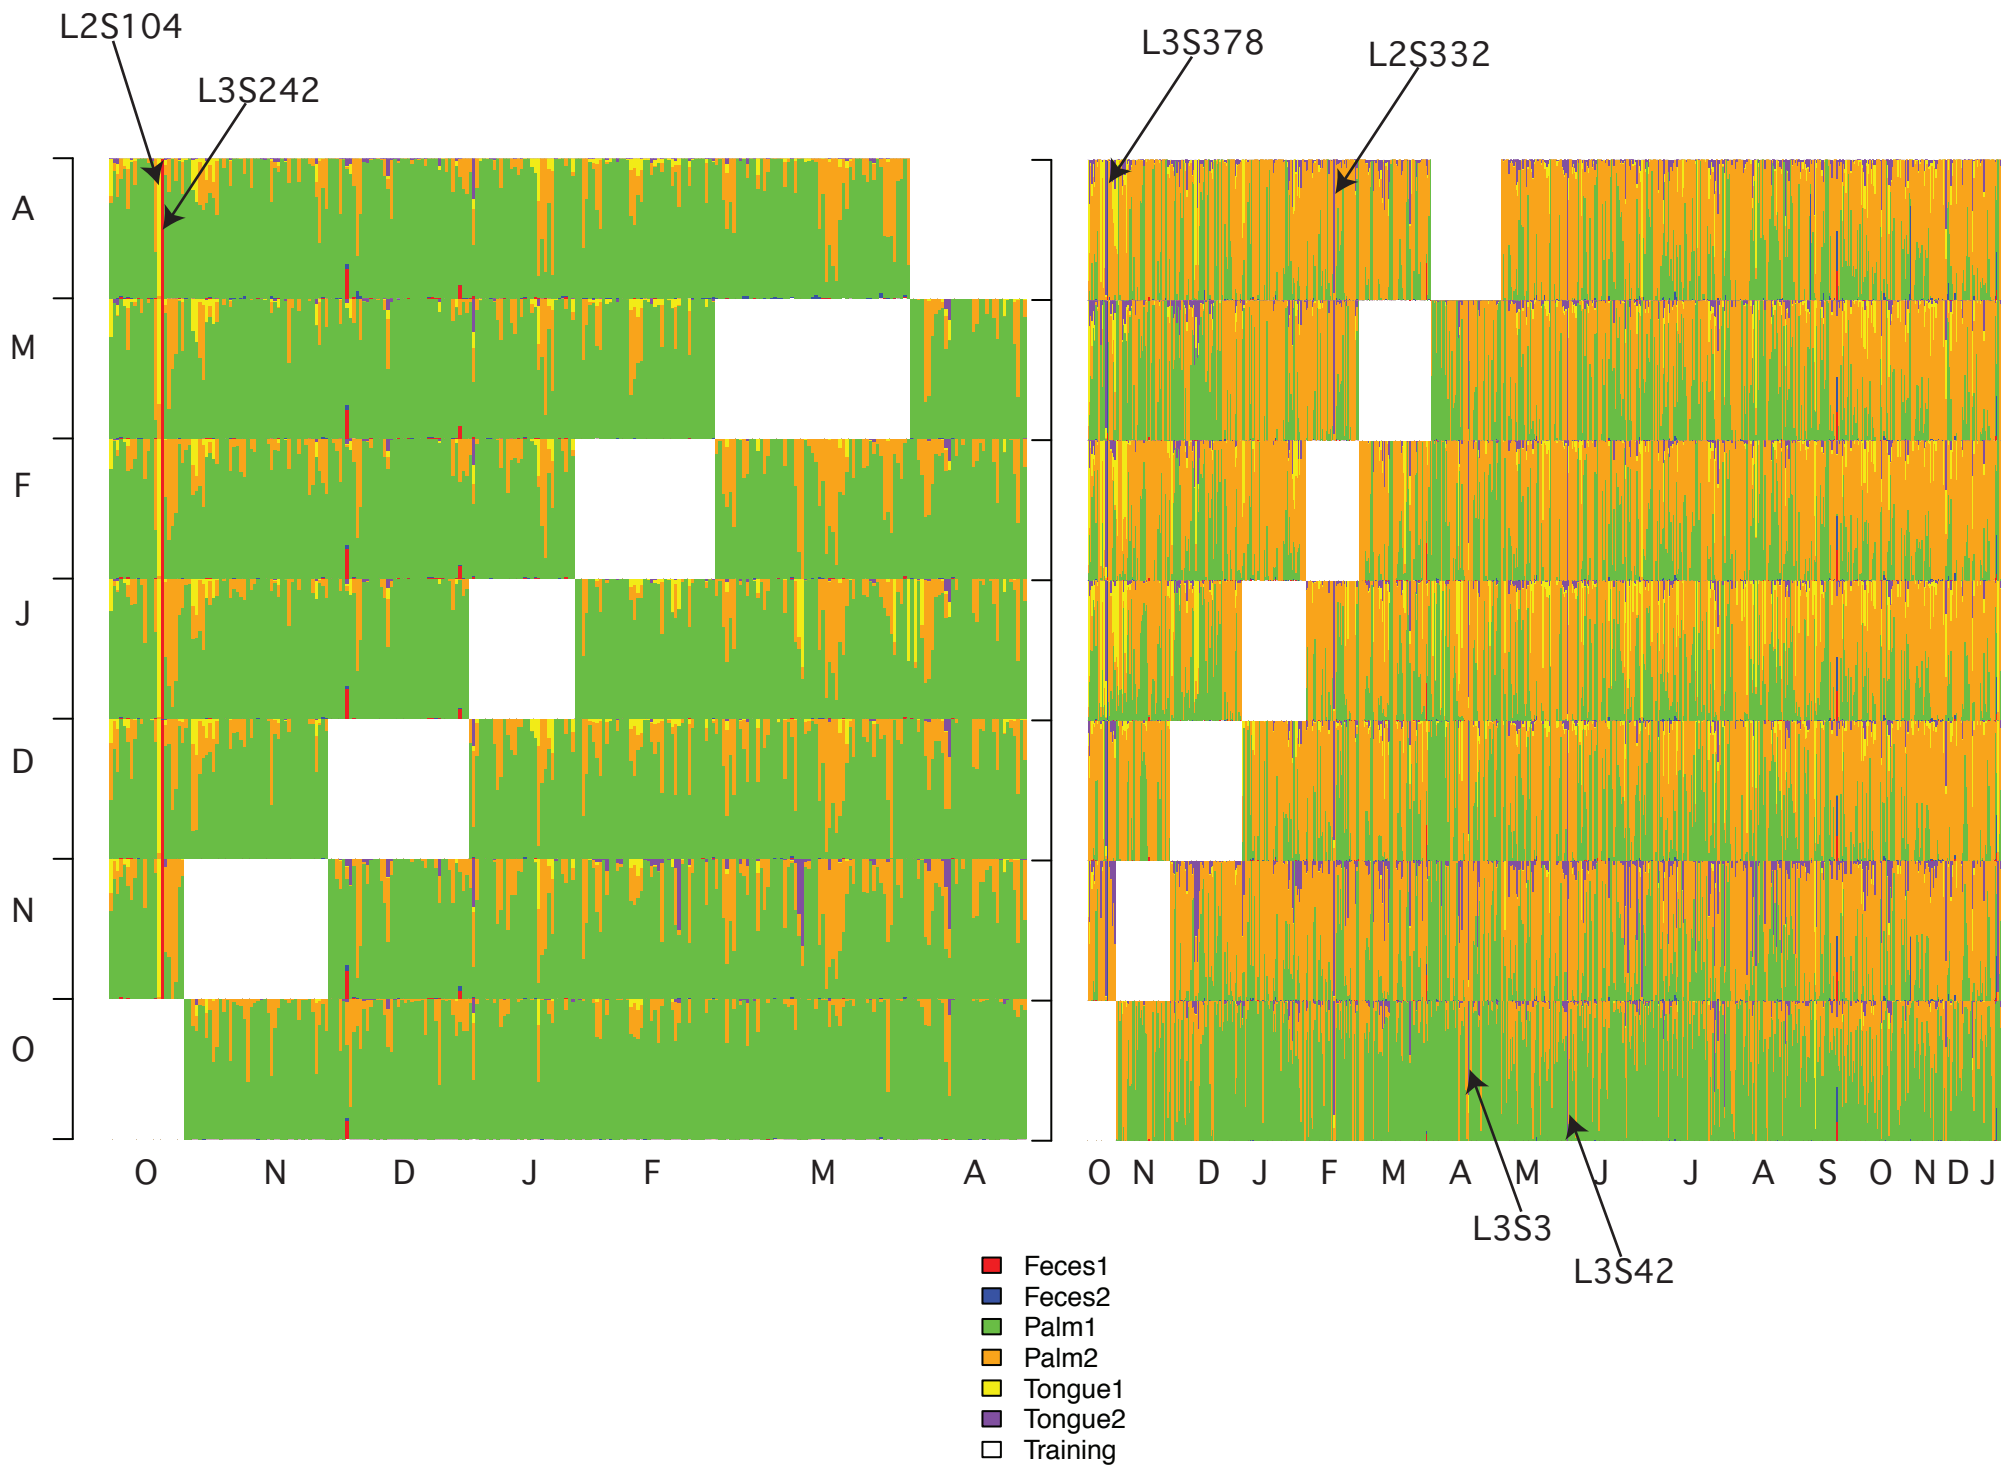 L2S104
L3S242
L3S378
L2S332
A
M
F
J
D
N
O
O N D J F M A
O N D J F M A M J J A S O N D J
L3S3
L3S42
Feces1
Feces2
Palm1
Palm2
Tongue1
Tongue2
Training